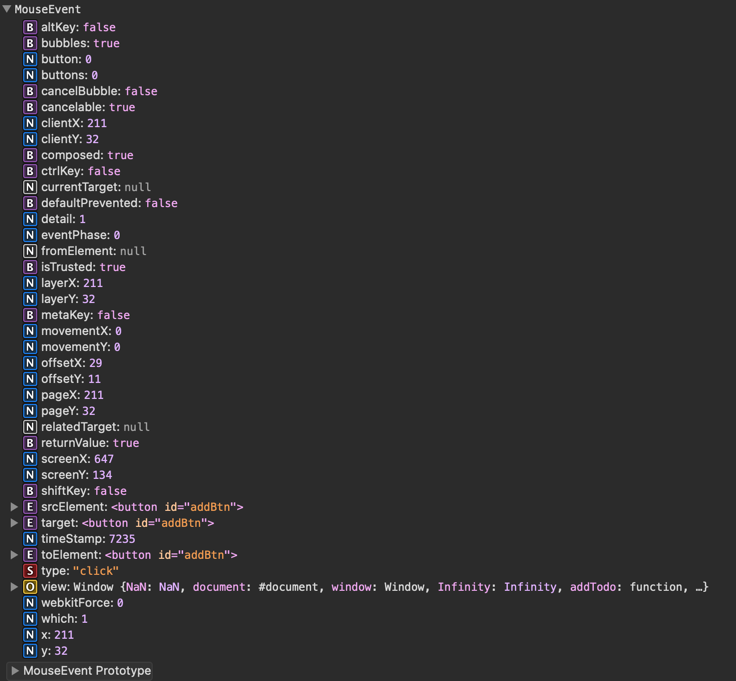 MouseEvent
B altKey: false
B bubbles: true
N button: 0
N buttons: 0
B cancelBubble: false
B cancelable: true
N clientX: 211
N clientY: 32
B composed: true
B ctrlKey: false
N currentTarget: null
B defaultPrevented: false
N detail: 1
N eventPhase: 0
N fromElement: null
B isTrusted: true
N layerX: 211
N layerY: 32
B metaKey: false
N movementX: 0
N movementY: 0
N offsetX: 29
N offsetY: 11
N pageX: 211
N pageY: 32
N relatedTarget: null
B returnValue: true
N screenX: 647
N screenY: 134
B shiftKey: false
E srcElement: <button id="addBtn">
E target: <button id="addBtn">
N timeStamp: 7235
E toElement: <button id="addBtn">
S type: "click"
O view: Window {NaN: NaN, document: #document, window: Window, Infinity: Infinity, addTodo: function, …}
N webkitForce: 0
N which: 1
N x: 211
N y: 32
MouseEvent Prototype